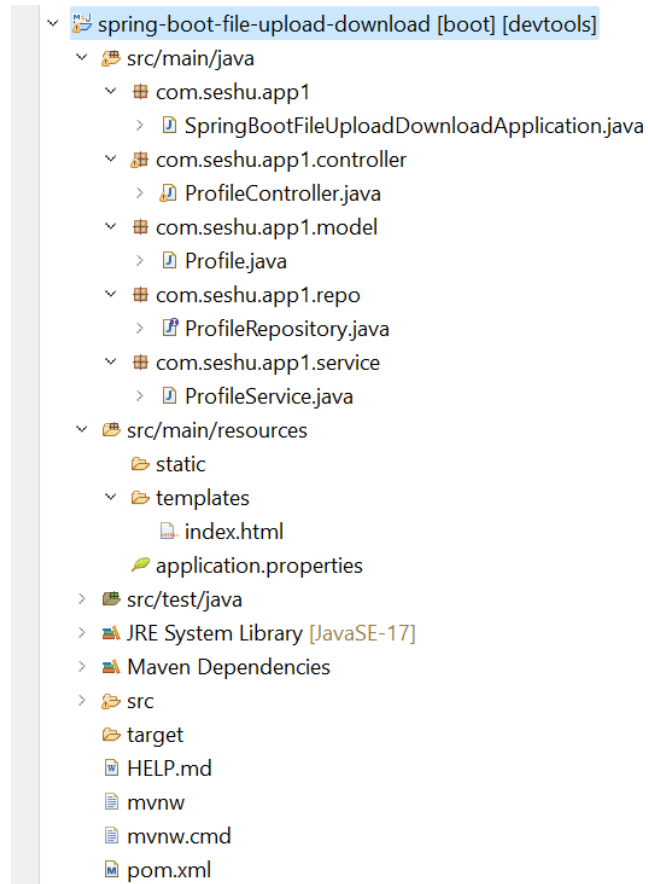 spring-boot-file-upload-download [boot] [devtools]
src/main/java
com.seshu.app1
SpringBootFileUploadDownloadApplication.java
com.seshu.app1.controller
ProfileController.java
com.seshu.app1.model
Profile.java
com.seshu.app1.repo
ProfileRepository.java
com.seshu.app1.service
ProfileService.java
src/main/resources
static
templates
index.html
application.properties
src/test/java
JRE System Library [JavaSE-17]
Maven Dependencies
src
target
HELP.md
mvnw
mvnw.cmd
pom.xml